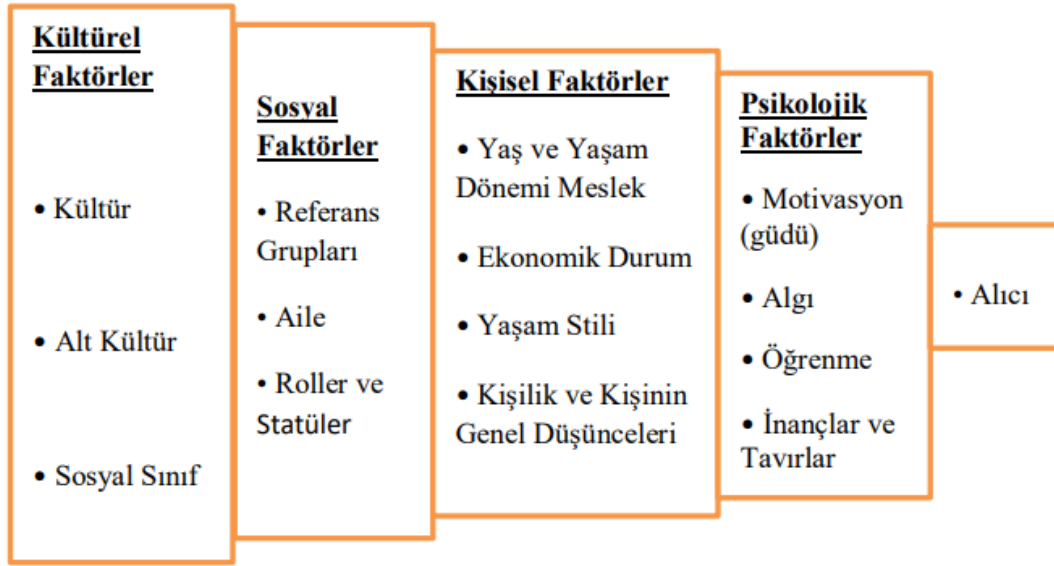 Kültürel
Faktörler
• Kültür
• Alt Kültür
• Sosyal Sınıf
Sosyal
Faktörler
• Referans
Grupları
• Aile
• Roller ve
Statüler
Kişisel Faktörler
• Yaş ve Yaşam
Dönemi Meslek
• Ekonomik Durum
• Yaşam Stili
• Kişilik ve Kişinin
Genel Düşünceleri
Psikolojik
Faktörler
• Motivasyon
(güdü)
• Algı
• Öğrenme
• İnançlar ve
Tavırlar
• Alıcı